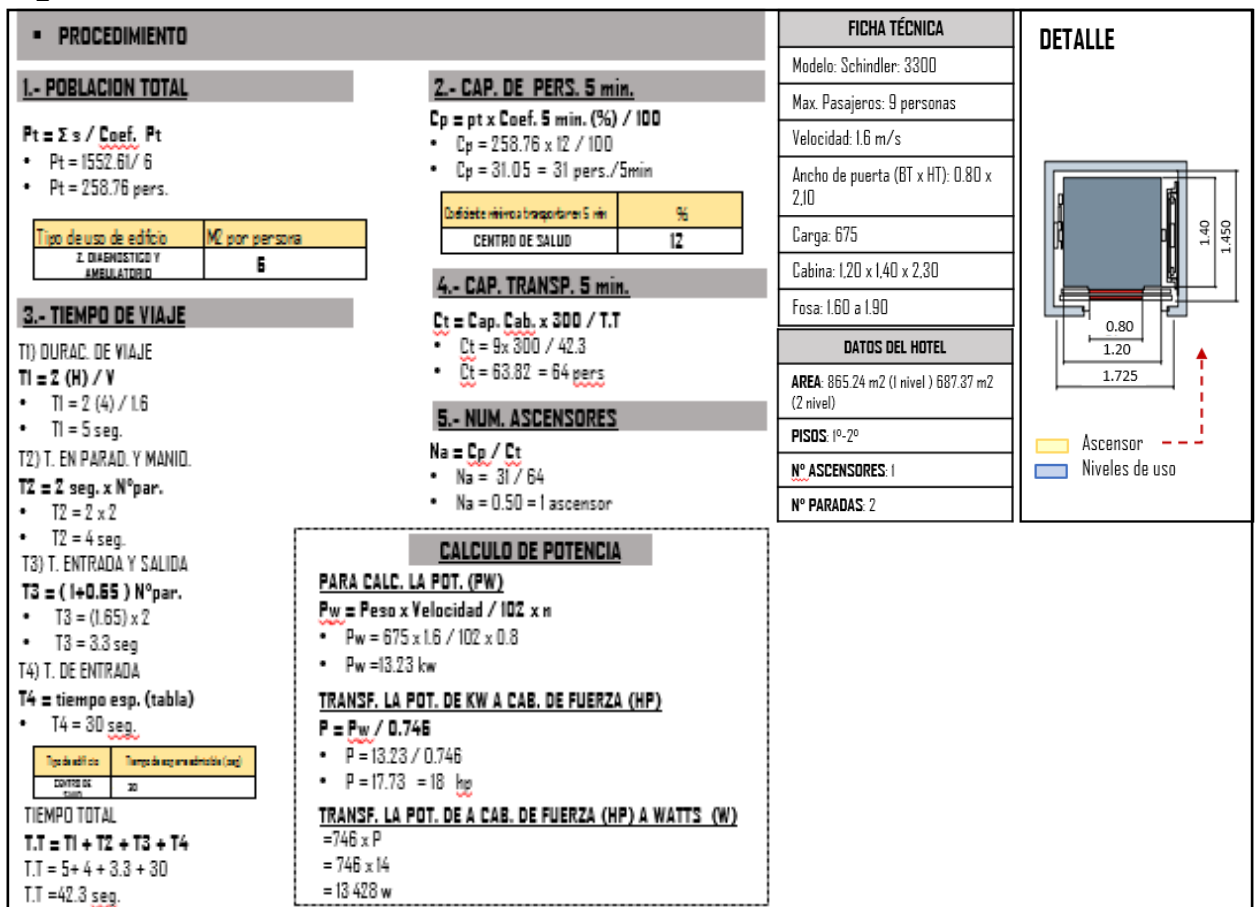 ▪ PROCEDIMIENTO
1.- POBLACION TOTAL
Pt = Σ s / Coef. Pt
• Pt = 1552.61/ 6
• Pt = 258.76 pers.
Tipo de uso de edificio
M2 por persona
2. DIAGNOSTICO Y AMBULATORIO
6
2.- CAP. DE PERS. 5 min.
Cp = pt x Coef. 5 min. (%) / 100
• Cp = 258.76 x 12 / 100
• Cp = 31.05 = 31 pers./5min
%
CENTRO DE SALUD
12
3.- TIEMPO DE VIAJE
T1) DURAC. DE VIAJE
T1 = 2 (H) / V
• T1 = 2 (4) / 1.6
• T1 = 5 seg.
T2) T. EN PARAD. Y MANIO.
T2 = 2 seg. x N°par.
• T2 = 2 x 2
• T2 = 4 seg.
T3) T. ENTRADA Y SALIDA
T3 = ( 1+0.65 ) N°par.
• T3 = (1.65) x 2
• T3 = 3.3 seg
T4) T. DE ENTRADA
T4 = tiempo esp. (tabla)
• T4 = 30 seg.
Tipo de edificio
Tiempo de espera admisible (seg)
CENTRO DE
30
TIEMPO TOTAL
T.T = T1 + T2 + T3 + T4
T.T = 5+ 4 + 3.3 + 30
T.T =42.3 seg.
4.- CAP. TRANSP. 5 min.
Ct = Cap. Cab. x 300 / T.T
• Ct = 9x 300 / 42.3
• Ct = 63.82 = 64 pers
5.- NUM. ASCENSORES
Na = Cp / Ct
• Na = 31 / 64
• Na = 0.50 = 1 ascensor
CALCULO DE POTENCIA
PARA CALC. LA POT. (PW)
Pw = Peso x Velocidad / 102 x n
• Pw = 675 x 1.6 / 102 x 0.8
• Pw =13.23 kw
TRANSF. LA POT. DE KW A CAB. DE FUERZA (HP)
P = Pw / 0.746
• P = 13.23 / 0.746
• P = 17.73 = 18 hp
TRANSF. LA POT. DE A CAB. DE FUERZA (HP) A WATTS (W)
=746 x P
= 746 x 14
= 13 428 w
FICHA TÉCNICA
Modelo: Schindler: 3300
Max. Pasajeros: 9 personas
Velocidad: 1.6 m/s
Ancho de puerta (BT x HT): 0.80 x
2,10
Carga: 675
Cabina: 1,20 x 1,40 x 2,30
Fosa: 1.60 a 1.90
DATOS DEL HOTEL
AREA: 865.24 m2 (1 nivel ) 687.37 m2
(2 nivel)
PISOS: 1º-2º
Nº ASCENSORES: 1
Nº PARADAS: 2
DETALLE
1.40
1.450
0.80
1.20
1.725
Ascensor
Niveles de uso